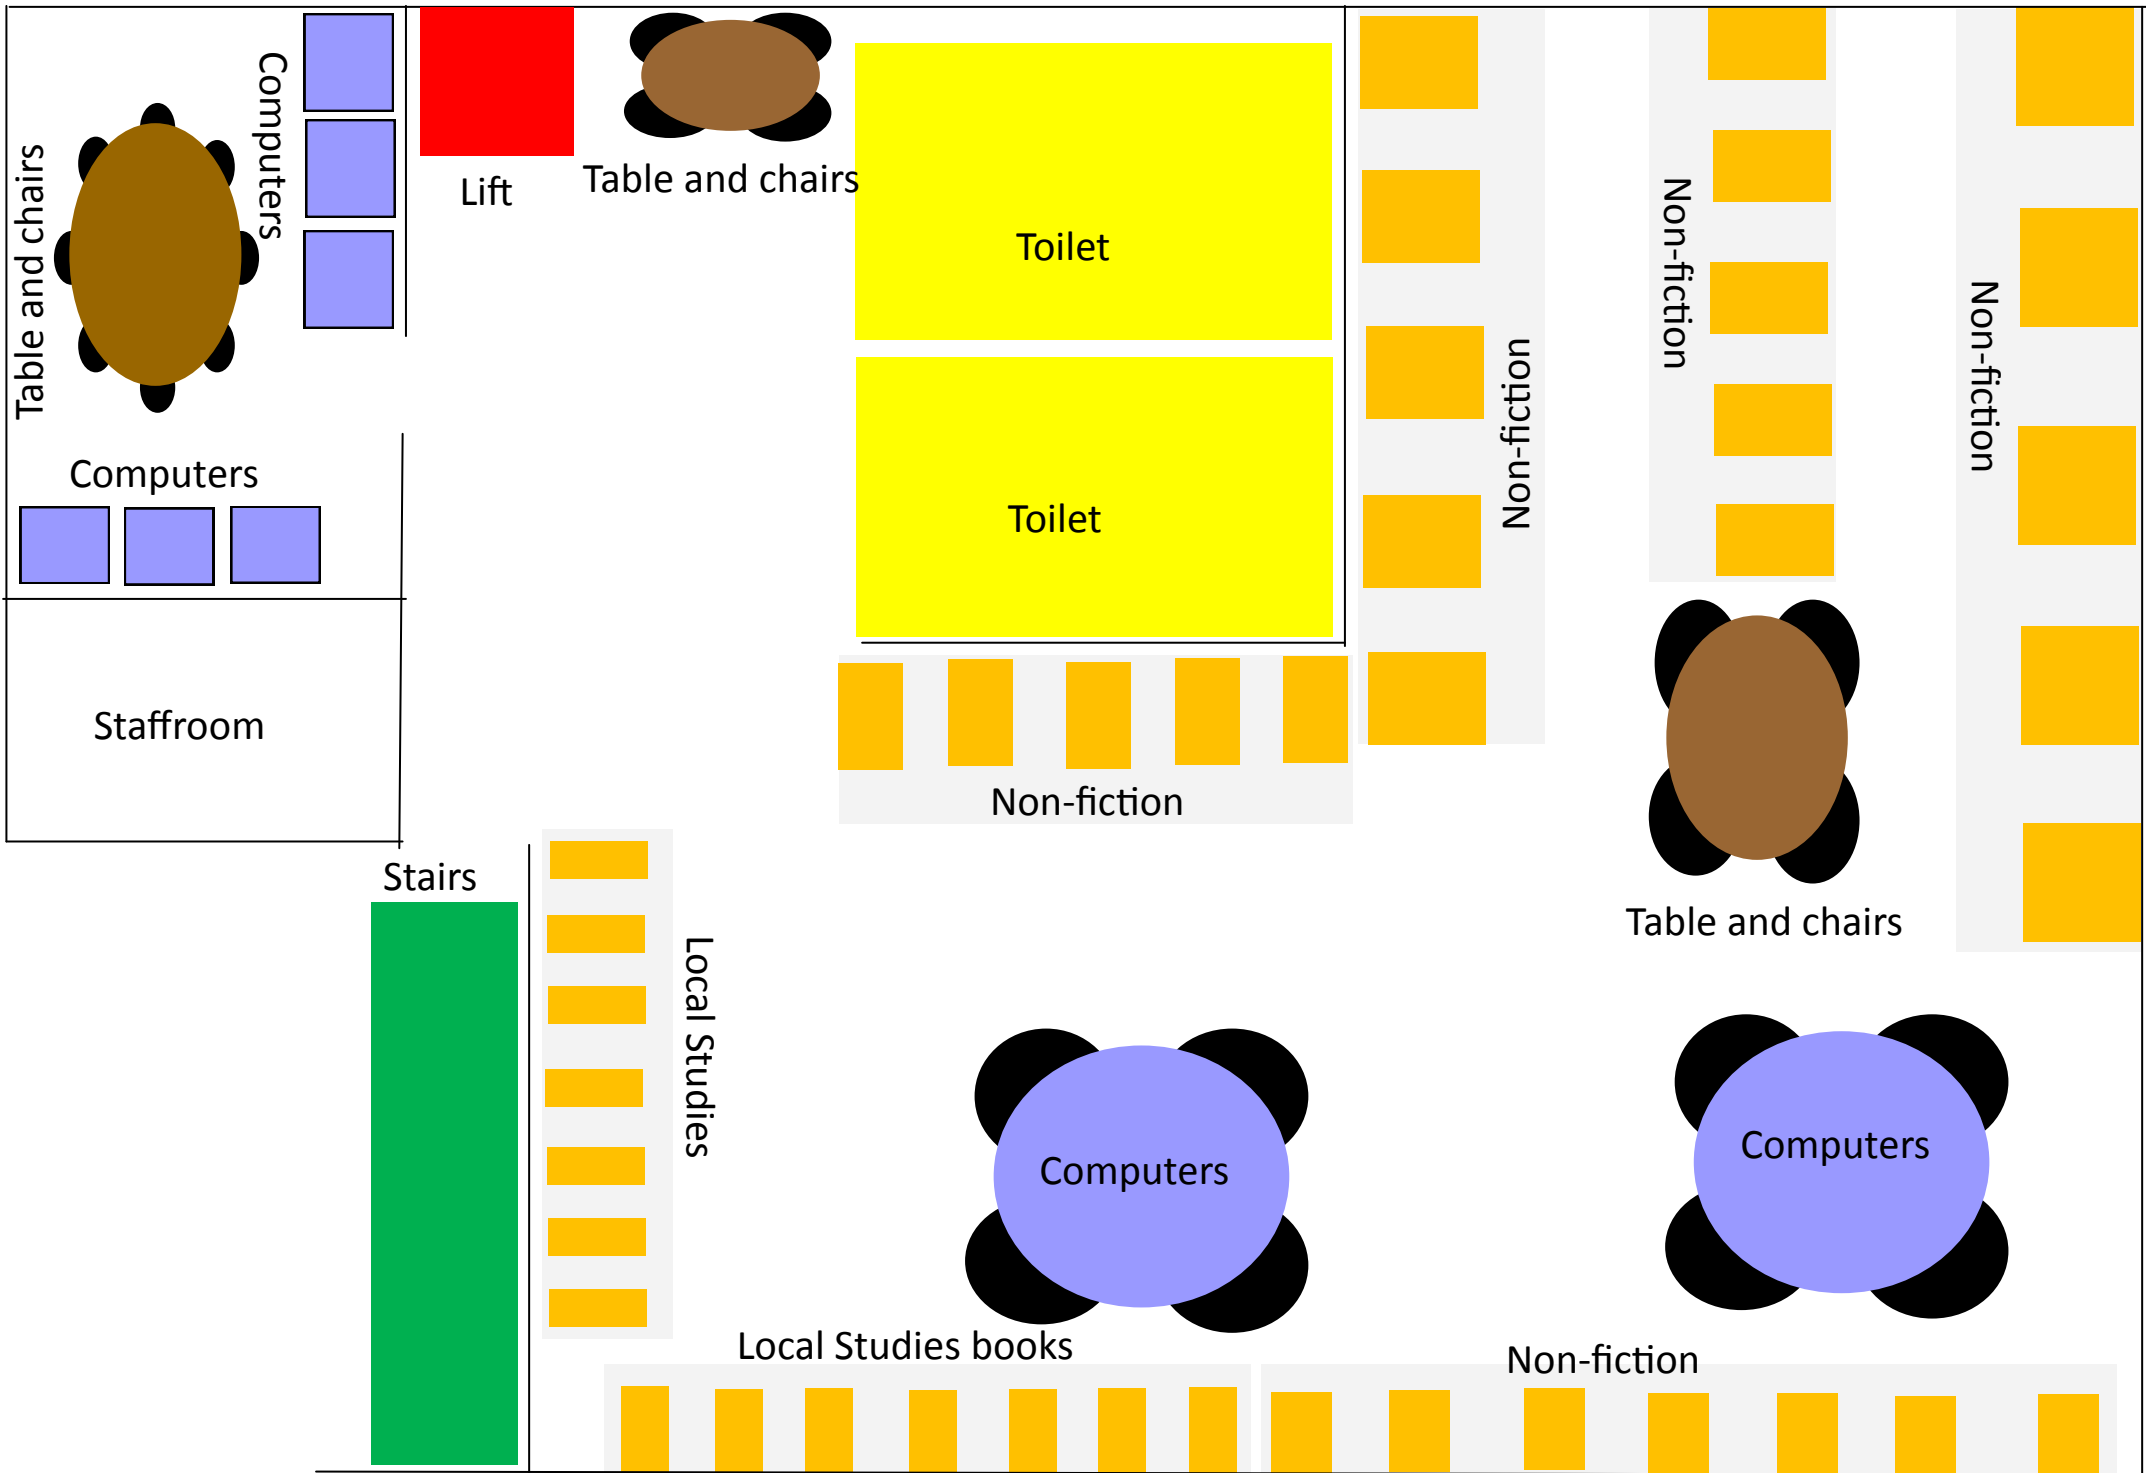 Table and chairs
Computers
Lift
Table and chairs
Toilet
Non-fiction
Non-fiction
Non-fiction
Computers
Toilet
Staffroom
Non-fiction
Stairs
Local Studies
Table and chairs
Computers
Computers
Local Studies books
Non-fiction